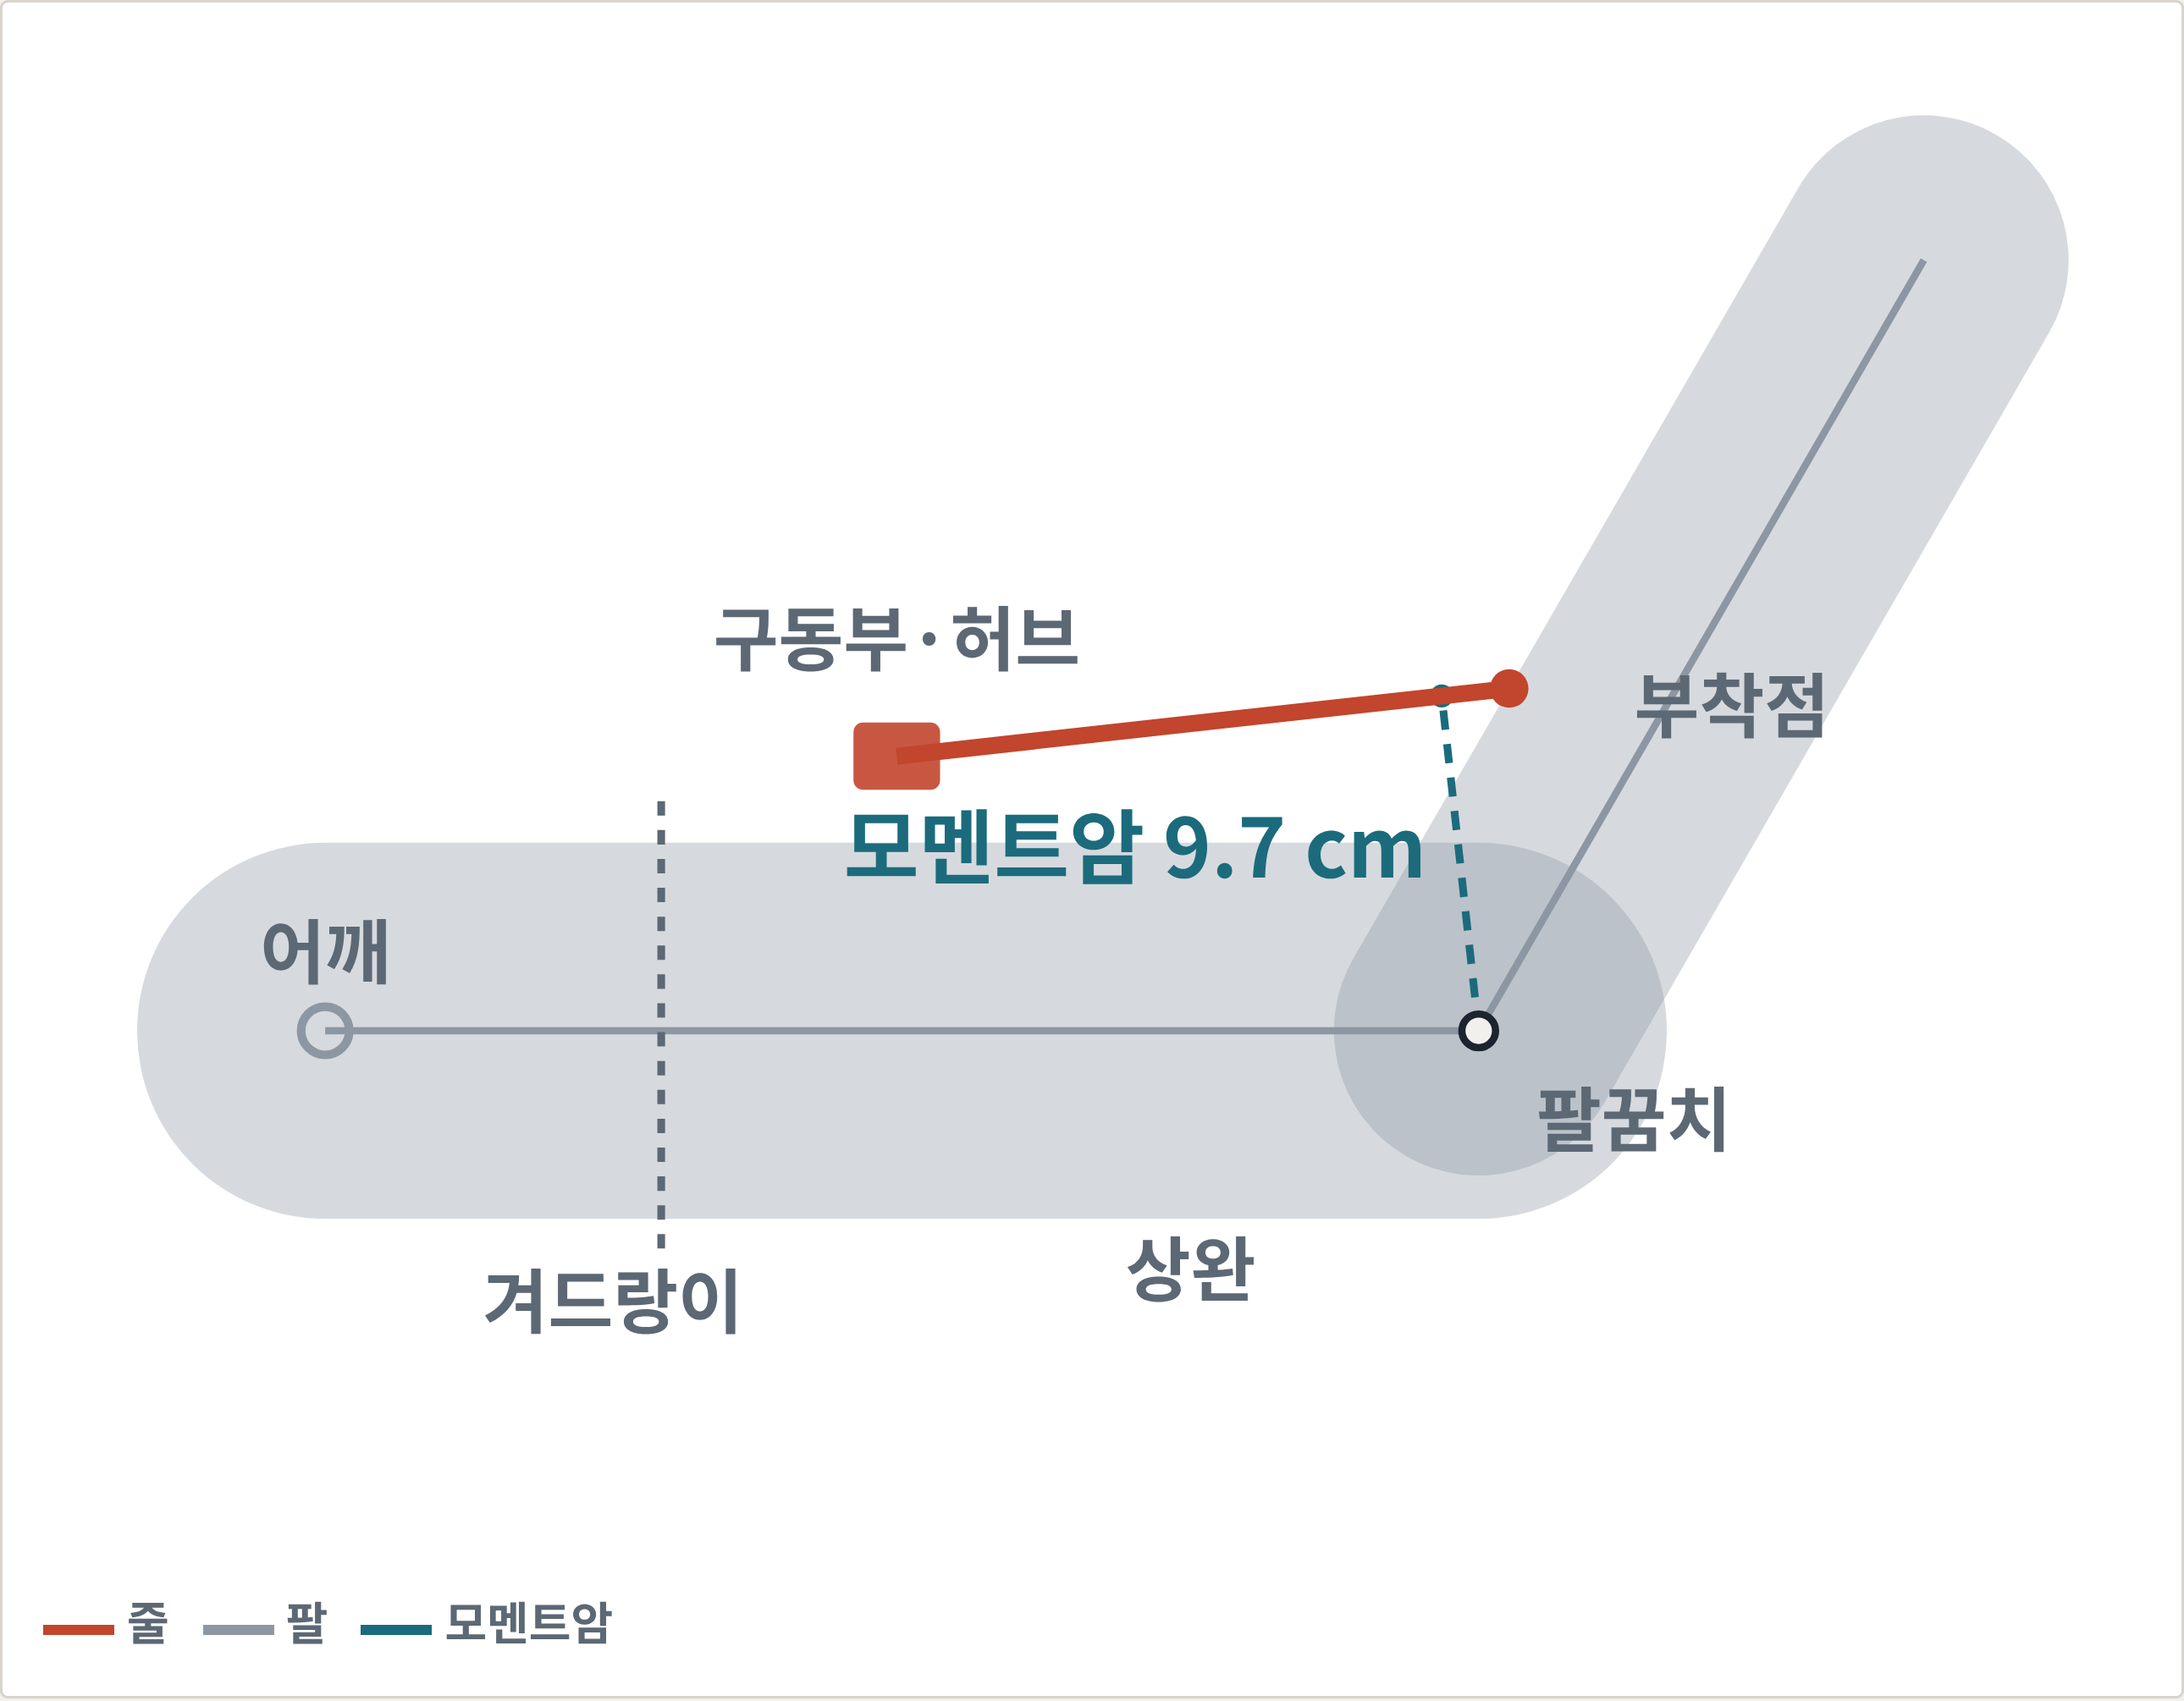 구동부·허브
부착점
모멘트암 9.7 cm
어깨
팔꿈치
상완
겨드랑이
줄
팔
모멘트암